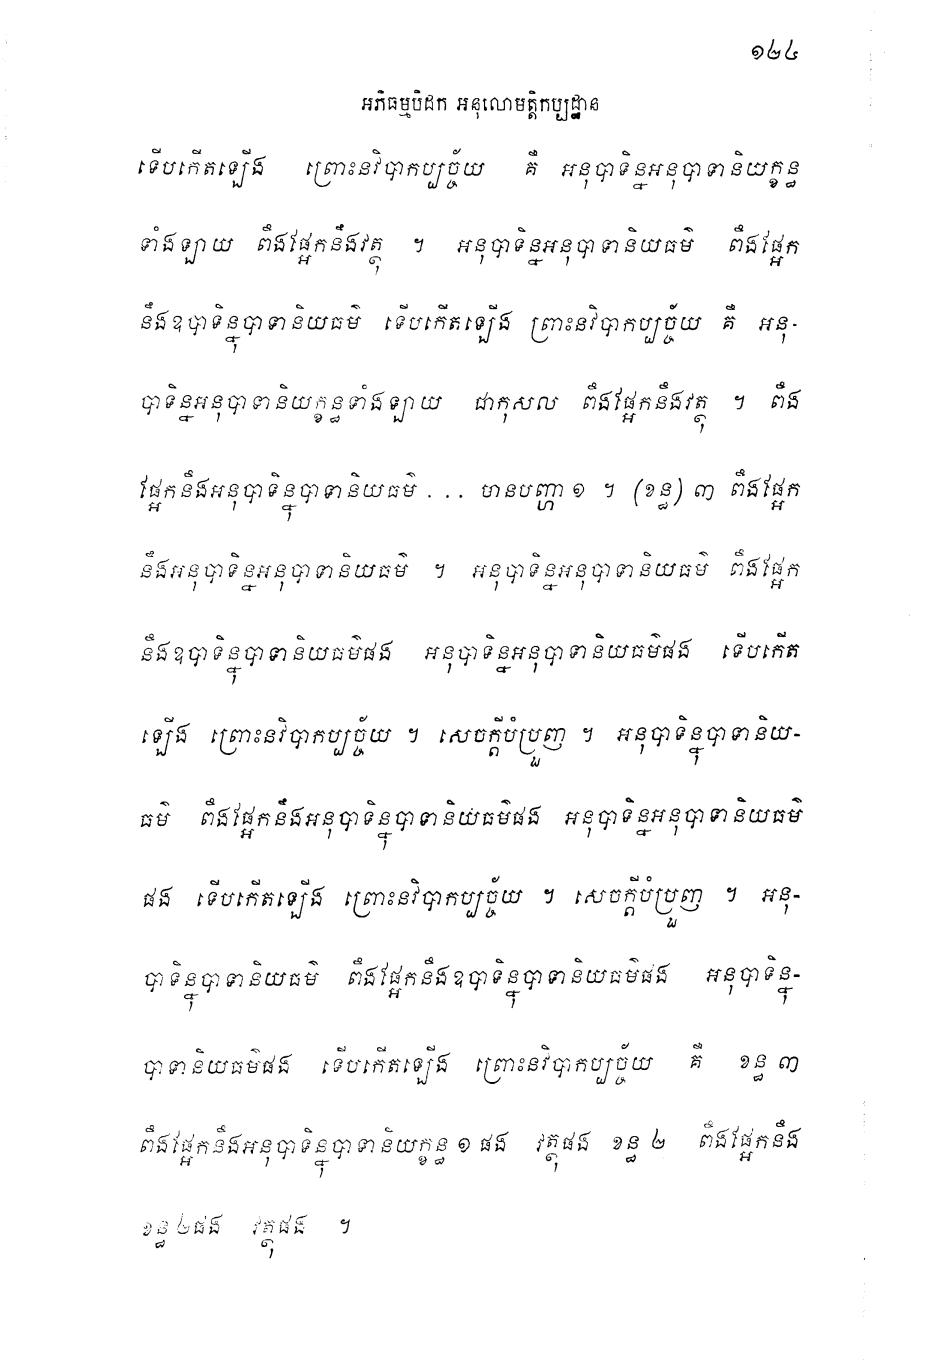 ១២៤
អភិធម្មបិដក អនុលោមត្តិកប្បដ្ឋាន
ទើបកើតឡើង ព្រោះនវិបាកប្បច្ច័យ គឺ អនុបាទិន្នអនុបាទានិយក្ខន្ធ
ទាំងឡាយ ពឹងផ្អែកនឹងវត្ថុ ។ អនុបាទិន្នអនុបាទានិយធម៌ ពឹងផ្អែក
នឹងឧបាទិន្នុបាទានិយធម៌ ទើបកើតឡើង ព្រោះនវិបាកប្បច្ច័យ គឺ អនុ-
បាទិន្នអនុបាទានិយក្ខន្ធទាំងឡាយ ជាកុសល ពឹងផ្អែកនឹងវត្ថុ ។ ពឹង
ផ្អែកនឹងអនុបាទិន្នុបាទានិយធម៌ ... មានបញ្ហា ១ ។ (ខន្ធ) ៣ ពឹងផ្អែក
នឹងអនុបាទិន្នអនុបាទានិយធម៌ ។ អនុបាទិន្នអនុបាទានិយធម៌ ពឹងផ្អែក
នឹងឧបាទិន្នុបាទានិយធម៌ផង អនុបាទិន្នអនុបាទានិយធម៌ផង ទើបកើត
ឡើង ព្រោះនវិបាកប្បច្ច័យ ។ សេចក្តីបំប្រួញ ។ អនុបាទិន្នុបាទានិយ-
ធម៌ ពឹងផ្អែកនឹងអនុបាទិន្នុបាទានិយធម៌ផង អនុបាទិន្នអនុបាទានិយធម៌
ផង ទើបកើតឡើង ព្រោះនវិបាកប្បច្ច័យ ។ សេចក្តីបំប្រួញ ។ អនុ-
បាទិន្នុបាទានិយធម៌ ពឹងផ្អែកនឹងឧបាទិន្នុបាទានិយធម៌ផង អនុបាទិន្នុ-
បាទានិយធម៌ផង ទើបកើតឡើង ព្រោះនវិបាកប្បច្ច័យ គឺ ខន្ធ ៣
ពឹងផ្អែកនឹងអនុបាទិន្នុបាទានិយក្ខន្ធ ១ ផង វត្ថុផង ខន្ធ ២ ពឹងផ្អែកនឹង
ខន្ធ ២ ផង វត្ថុផង ។